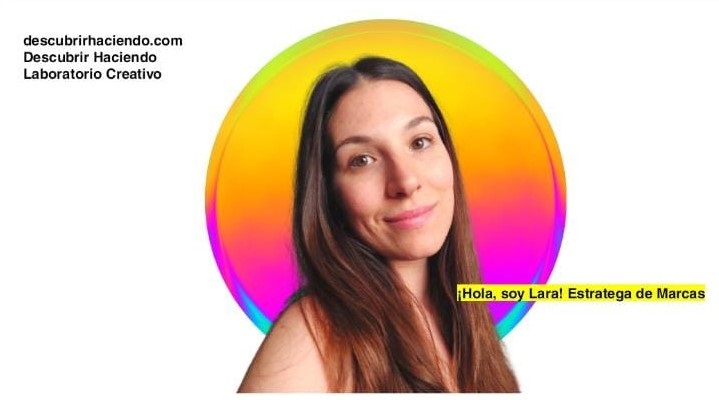 descubrirhaciendo.com
Descubrir Haciendo
Laboratorio Creativo
¡Hola, soy Lara! Estratega de Marcas